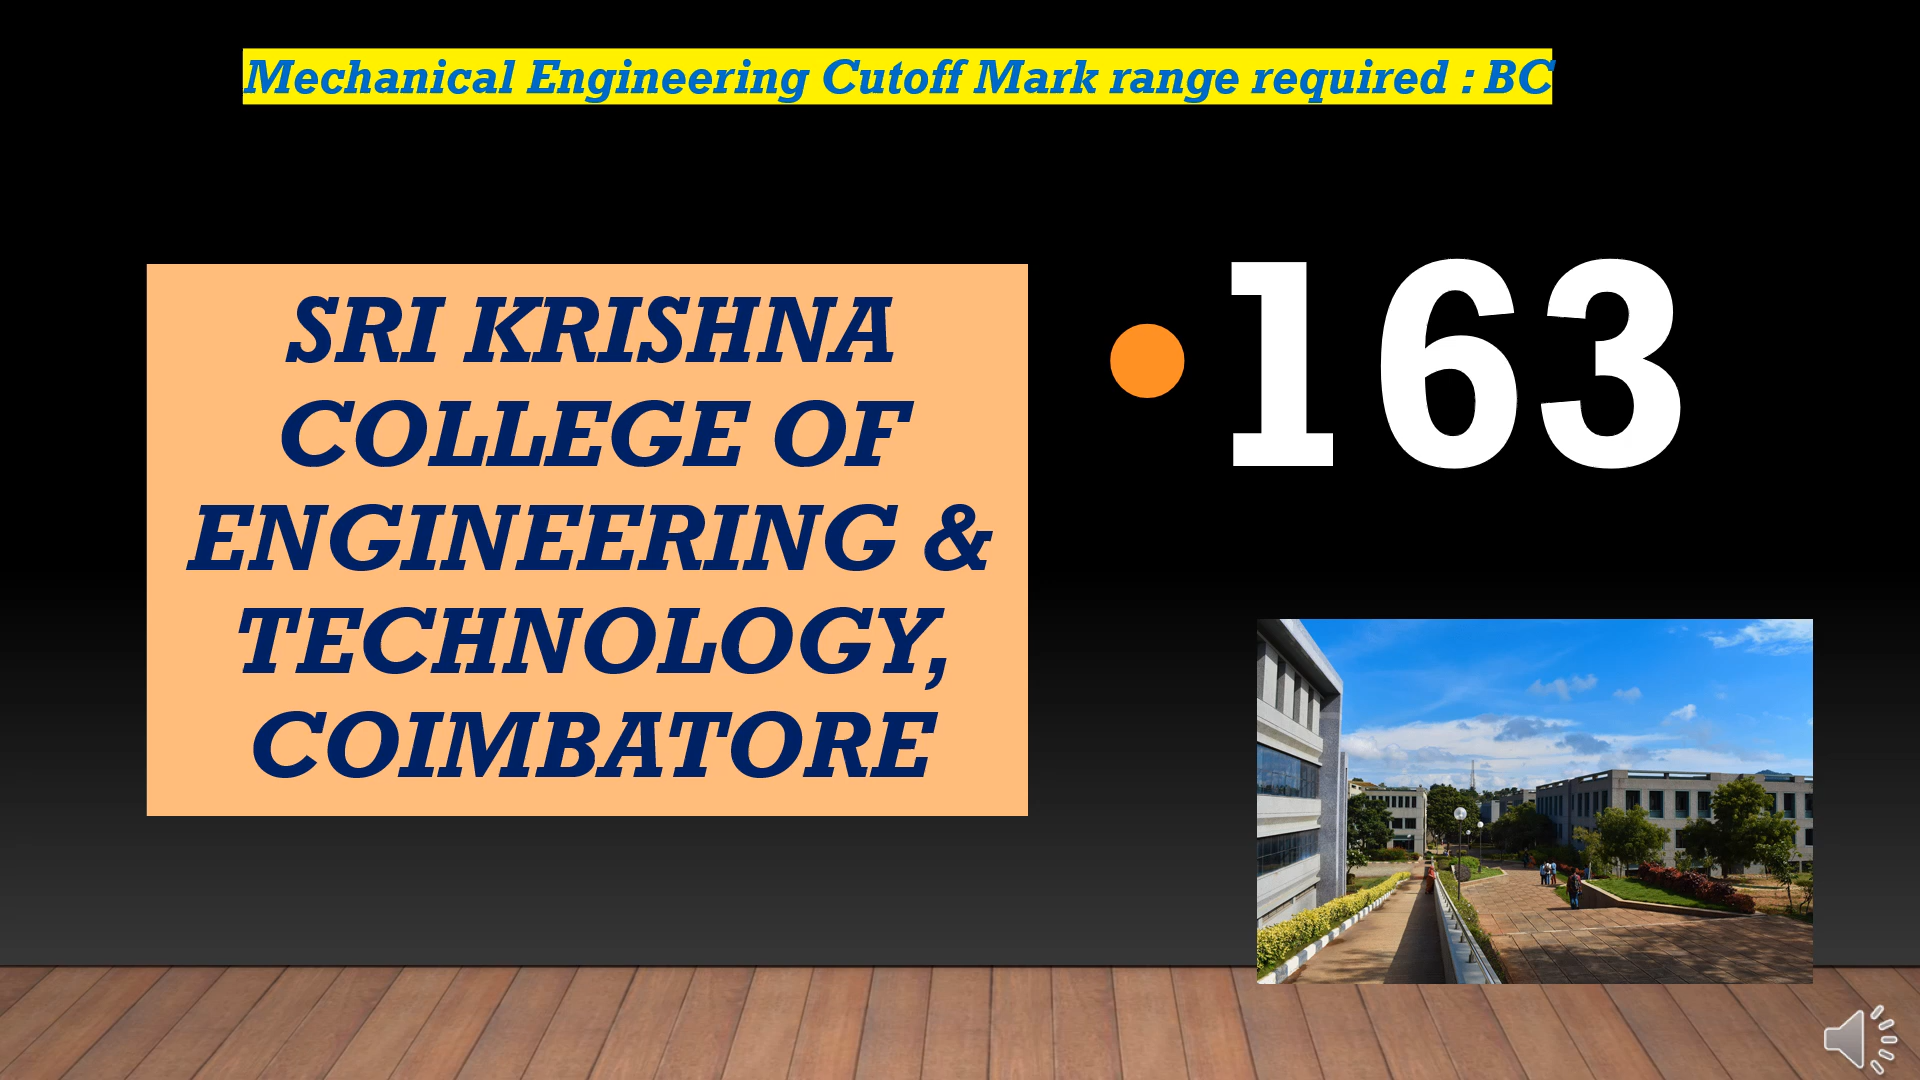 Mechanical Engineering Cutoff Mark range required : BC
SRI KRISHNA
COLLEGE OF
ENGINEERING &
TECHNOLOGY,
COIMBATORE
163